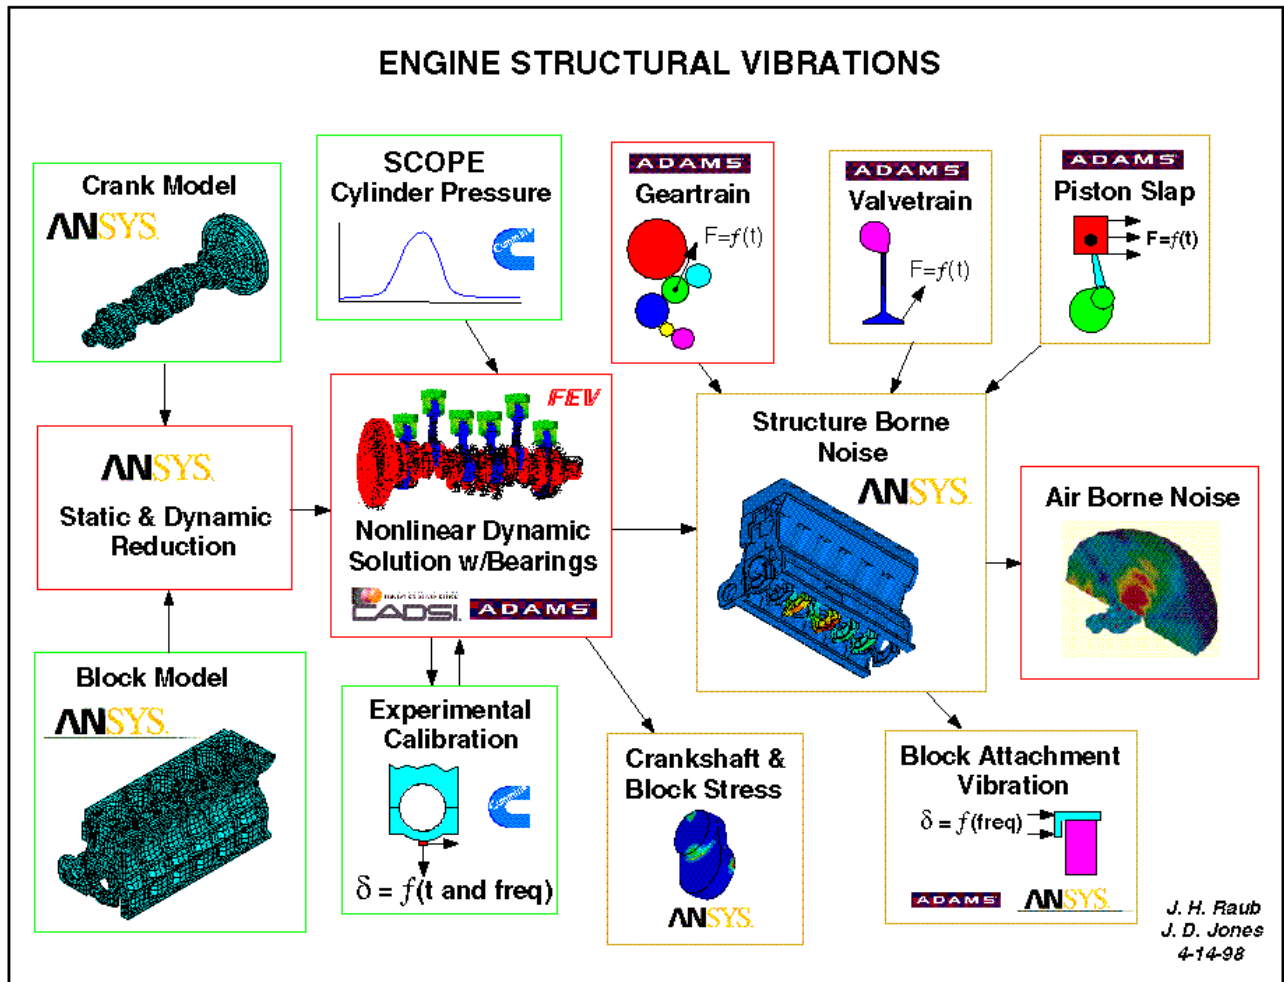 ENGINE STRUCTURAL VIBRATIONS
Crank Model
ANSYS
SCOPE
Cylinder Pressure
Cummins
ADAMS
Geartrain
F=f(t)
ADAMS
Valvetrain
F=f(t)
ADAMS
Piston Slap
F=f(t)
ANSYS
Static & Dynamic
Reduction
FEV
Nonlinear Dynamic
Solution w/Bearings
CADSI
ADAMS
Structure Borne
Noise
ANSYS
Air Borne Noise
Block Model
ANSYS
Experimental
Calibration
Cummins
δ = f(t and freq)
Crankshaft &
Block Stress
ANSYS
Block Attachment
Vibration
δ = f(freq)
ADAMS
ANSYS
J. H. Raub
J. D. Jones
4-14-98